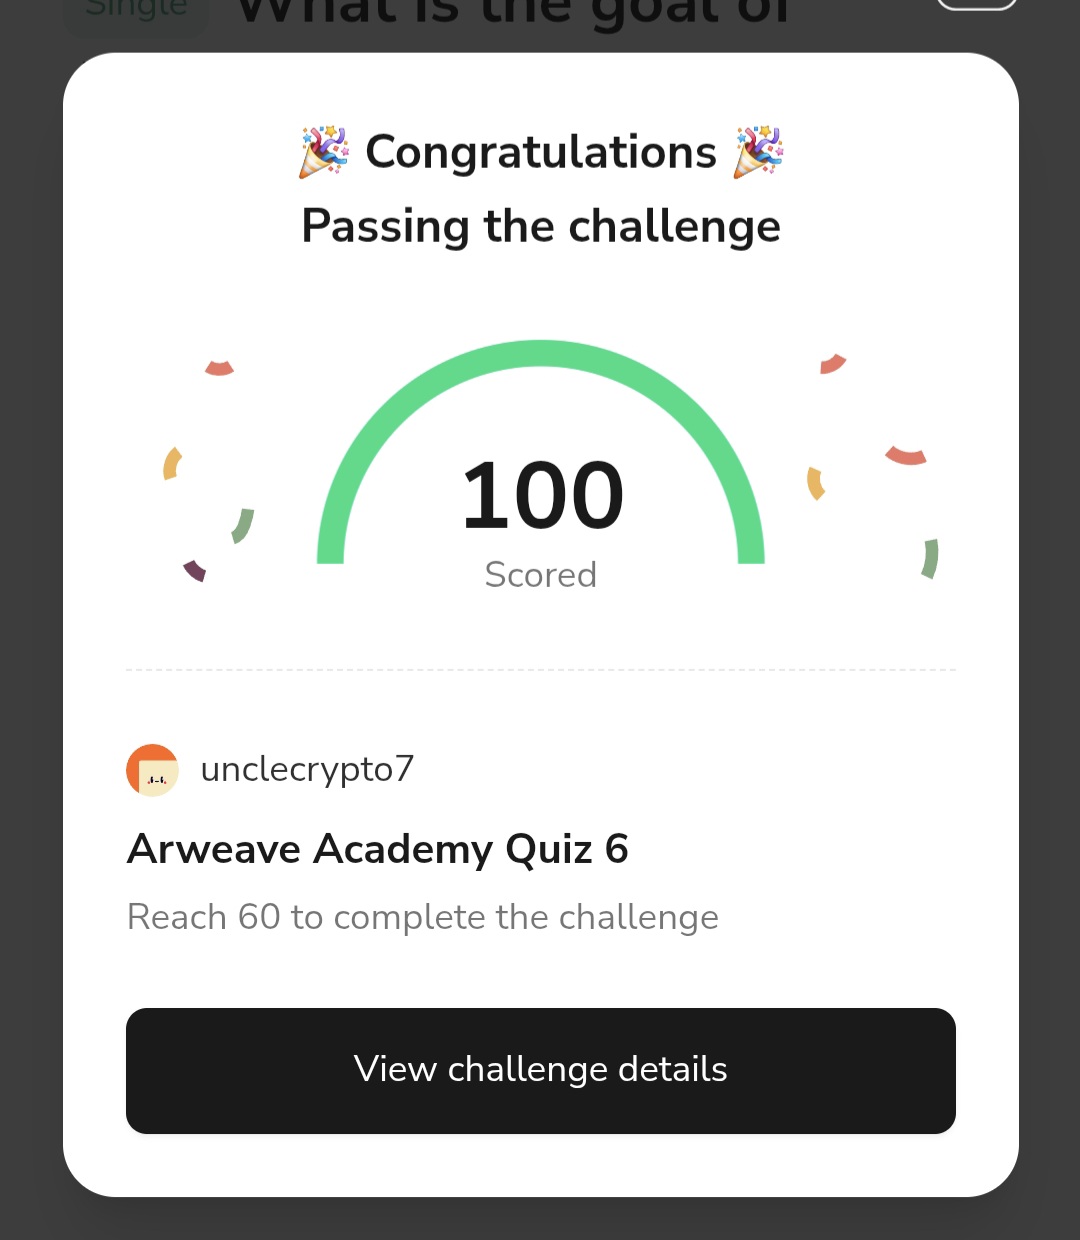 Single What is the goal of
🎉 Congratulations 🎉
Passing the challenge
100
Scored
unclecrypto7
Arweave Academy Quiz 6
Reach 60 to complete the challenge
View challenge details